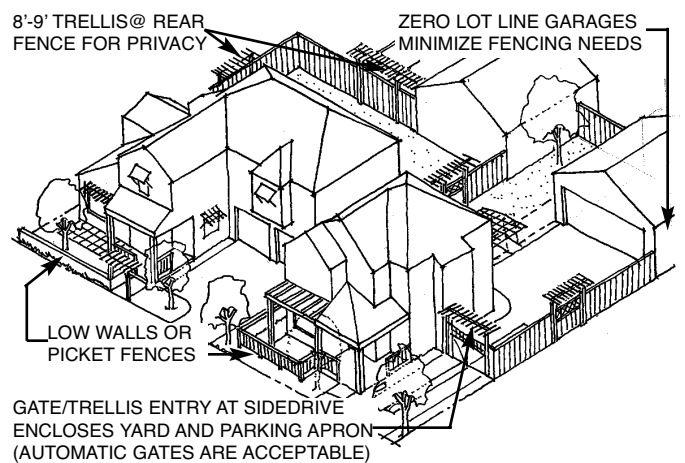 8'-9' TRELLIS@ REAR
FENCE FOR PRIVACY
ZERO LOT LINE GARAGES
MINIMIZE FENCING NEEDS
LOW WALLS OR
PICKET FENCES
GATE/TRELLIS ENTRY AT SIDEDRIVE
ENCLOSES YARD AND PARKING APRON
(AUTOMATIC GATES ARE ACCEPTABLE)